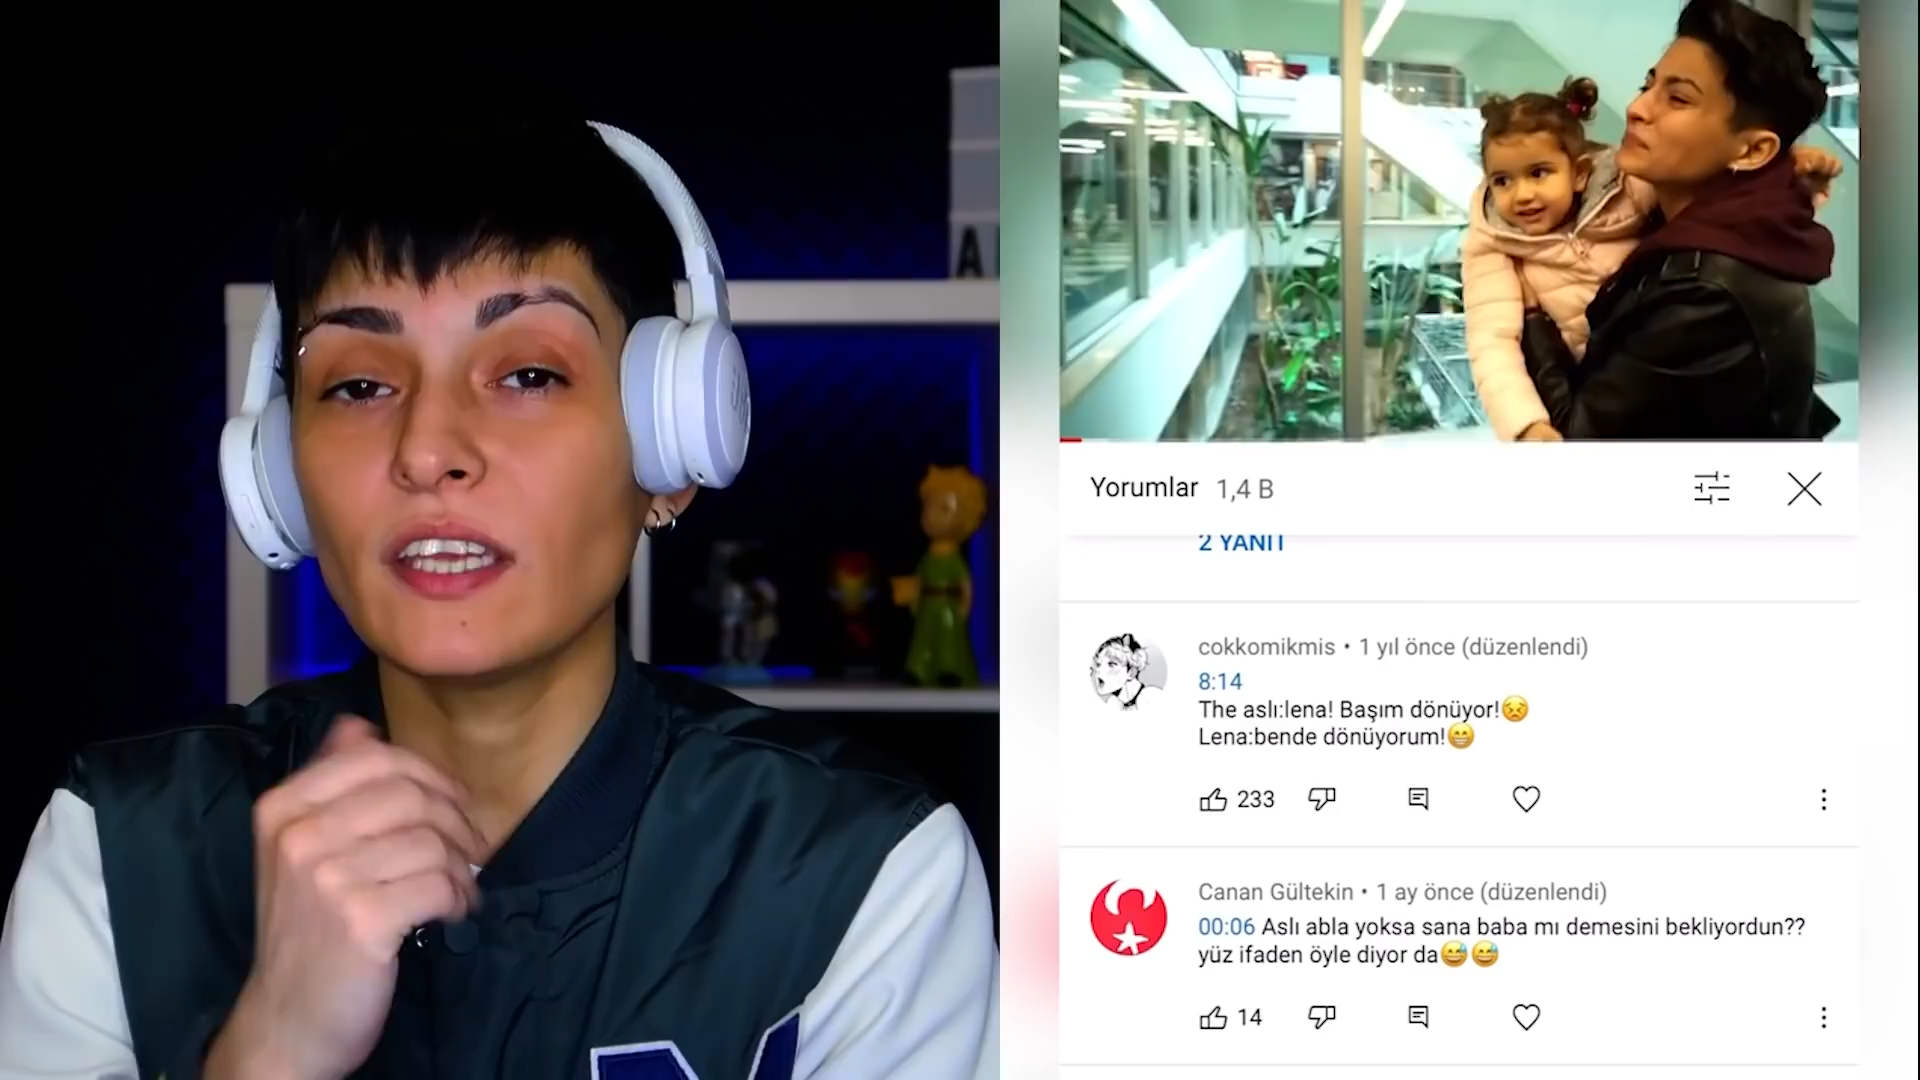 A
Yorumlar 1,4 B
2 YANIT
cokkomikmis • 1 yıl önce (düzenlendi)
8:14
The aslı:lena! Başım dönüyor!😣
Lena:bende dönüyorum!😁
233
Canan Gültekin • 1 ay önce (düzenlendi)
00:06 Aslı abla yoksa sana baba mı demesini bekliyordun??
yüz ifaden öyle diyor da😅😅
14